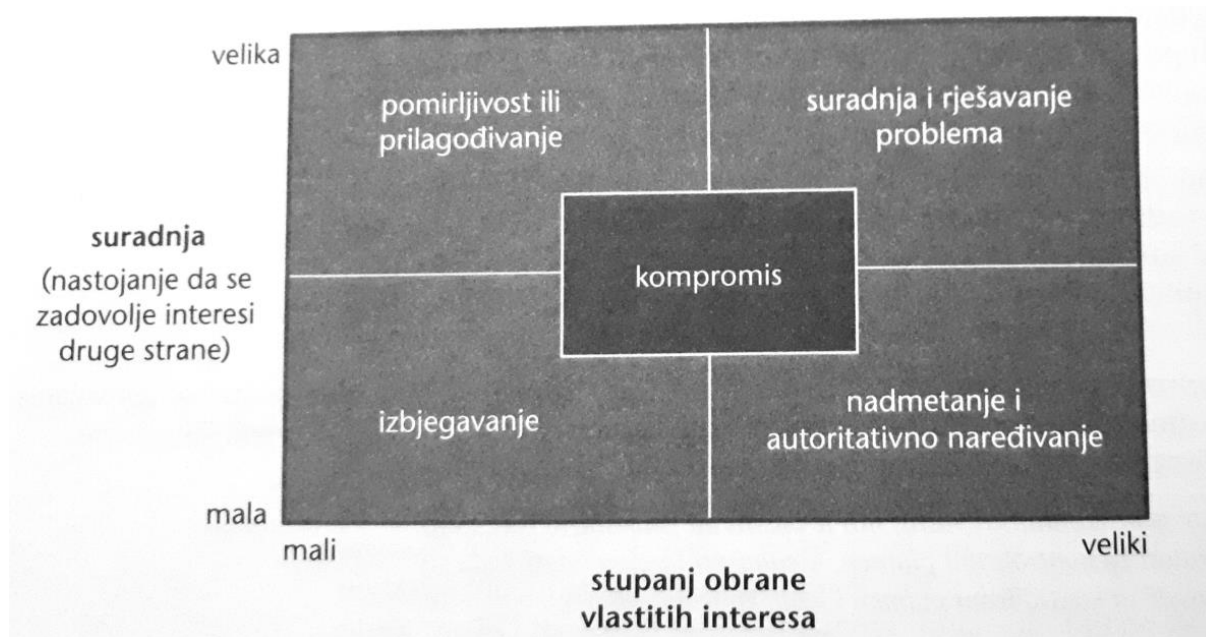 velika
pomirljivost ili
prilagođivanje
suradnja i rješavanje
problema
suradnja
(nastojanje da se
zadovolje interesi
druge strane)
kompromis
izbjegavanje
nadmetanje i
autoritativno naređivanje
mala
mali
veliki
stupanj obrane
vlastitih interesa